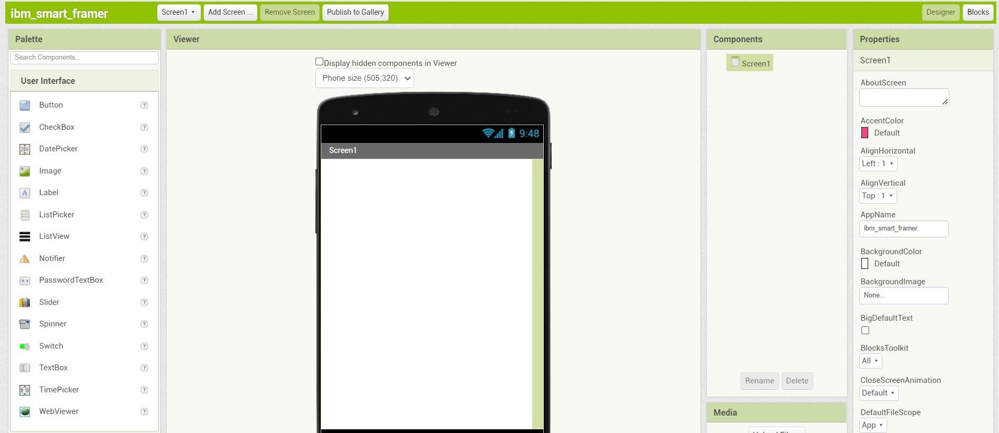 ibm_smart_framer
Screen1
Add Screen ...
Remove Screen
Publish to Gallery
Designer
Blocks
Palette
Search Components...
User Interface
Button
CheckBox
DatePicker
Image
Label
ListPicker
ListView
Notifier
PasswordTextBox
Slider
Spinner
Switch
TextBox
TimePicker
WebViewer
Viewer
Display hidden components in Viewer
Phone size (505,320)
9:48
Screen1
Components
Screen1
Rename
Delete
Media
Properties
Screen1
AboutScreen
AccentColor
Default
AlignHorizontal
Left : 1
AlignVertical
Top : 1
AppName
ibm_smart_framer
BackgroundColor
Default
BackgroundImage
None...
BigDefaultText
BlocksToolkit
All
CloseScreenAnimation
Default
DefaultFileScope
App